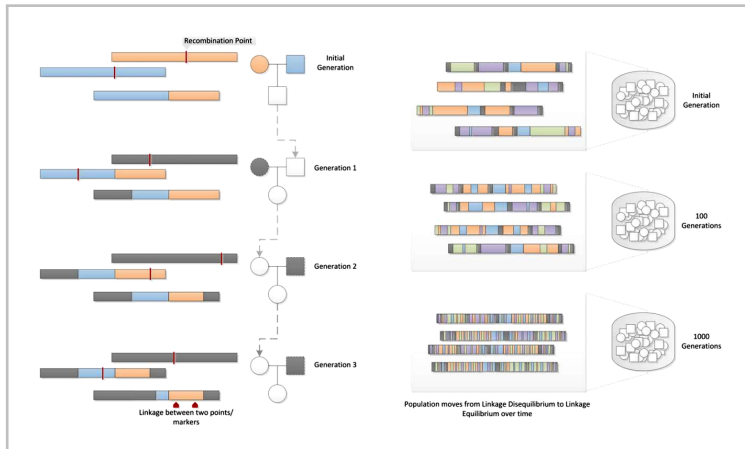 Recombination Point
Initial
Generation
Generation 1
Generation 2
Generation 3
Linkage between two points/
markers
Initial
Generation
100
Generations
1000
Generations
Population moves from Linkage Disequilibrium to Linkage
Equilibrium over time